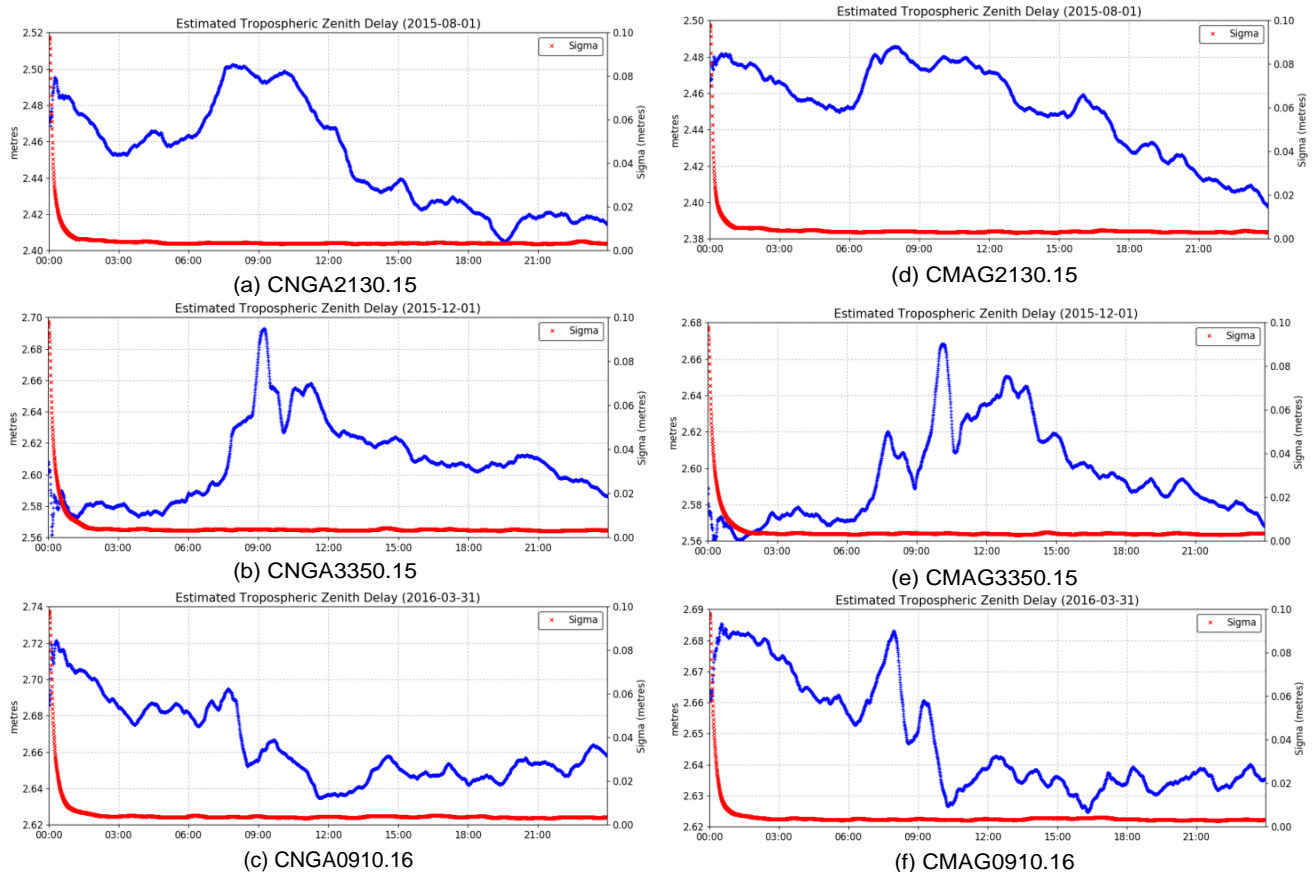 Estimated Tropospheric Zenith Delay (2015-08-01)
2.52
2.50
2.48
2.46
2.44
2.42
2.40
metres
0.10
0.08
0.06
0.04
0.02
0.00
Sigma (metres)
Sigma
00:00 03:00 06:00 09:00 12:00 15:00 18:00 21:00
(a) CNGA2130.15
Estimated Tropospheric Zenith Delay (2015-08-01)
2.50
2.48
2.46
2.44
2.42
2.40
2.38
metres
0.10
0.08
0.06
0.04
0.02
0.00
Sigma (metres)
Sigma
00:00 03:00 06:00 09:00 12:00 15:00 18:00 21:00
(d) CMAG2130.15
Estimated Tropospheric Zenith Delay (2015-12-01)
2.70
2.68
2.66
2.64
2.62
2.60
2.58
2.56
metres
0.10
0.08
0.06
0.04
0.02
0.00
Sigma (metres)
Sigma
00:00 03:00 06:00 09:00 12:00 15:00 18:00 21:00
(b) CNGA3350.15
Estimated Tropospheric Zenith Delay (2015-12-01)
2.68
2.66
2.64
2.62
2.60
2.58
2.56
metres
0.10
0.08
0.06
0.04
0.02
0.00
Sigma (metres)
Sigma
00:00 03:00 06:00 09:00 12:00 15:00 18:00 21:00
(e) CMAG3350.15
Estimated Tropospheric Zenith Delay (2016-03-31)
2.74
2.72
2.70
2.68
2.66
2.64
2.62
metres
0.10
0.08
0.06
0.04
0.02
0.00
Sigma (metres)
Sigma
00:00 03:00 06:00 09:00 12:00 15:00 18:00 21:00
(c) CNGA0910.16
Estimated Tropospheric Zenith Delay (2016-03-31)
2.69
2.68
2.67
2.66
2.65
2.64
2.63
2.62
metres
0.10
0.08
0.06
0.04
0.02
0.00
Sigma (metres)
Sigma
00:00 03:00 06:00 09:00 12:00 15:00 18:00 21:00
(f) CMAG0910.16